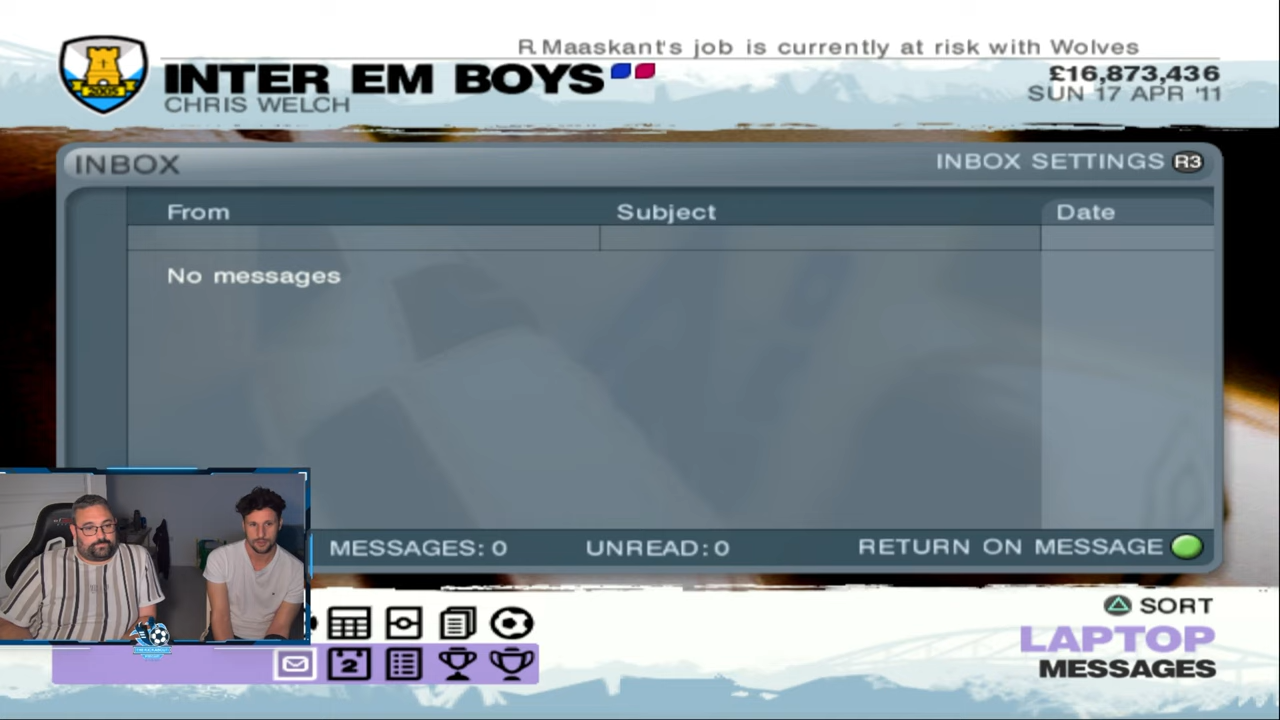 R.Maaskant's job is currently at risk with Wolves
INTER EM BOYS
CHRIS WELCH
£16,873,436
SUN 17 APR '11
2005
INBOX
INBOX SETTINGS R3
From Subject Date
No messages
MESSAGES: 0 UNREAD: 0 RETURN ON MESSAGE
SORT
LAPTOP
MESSAGES
2